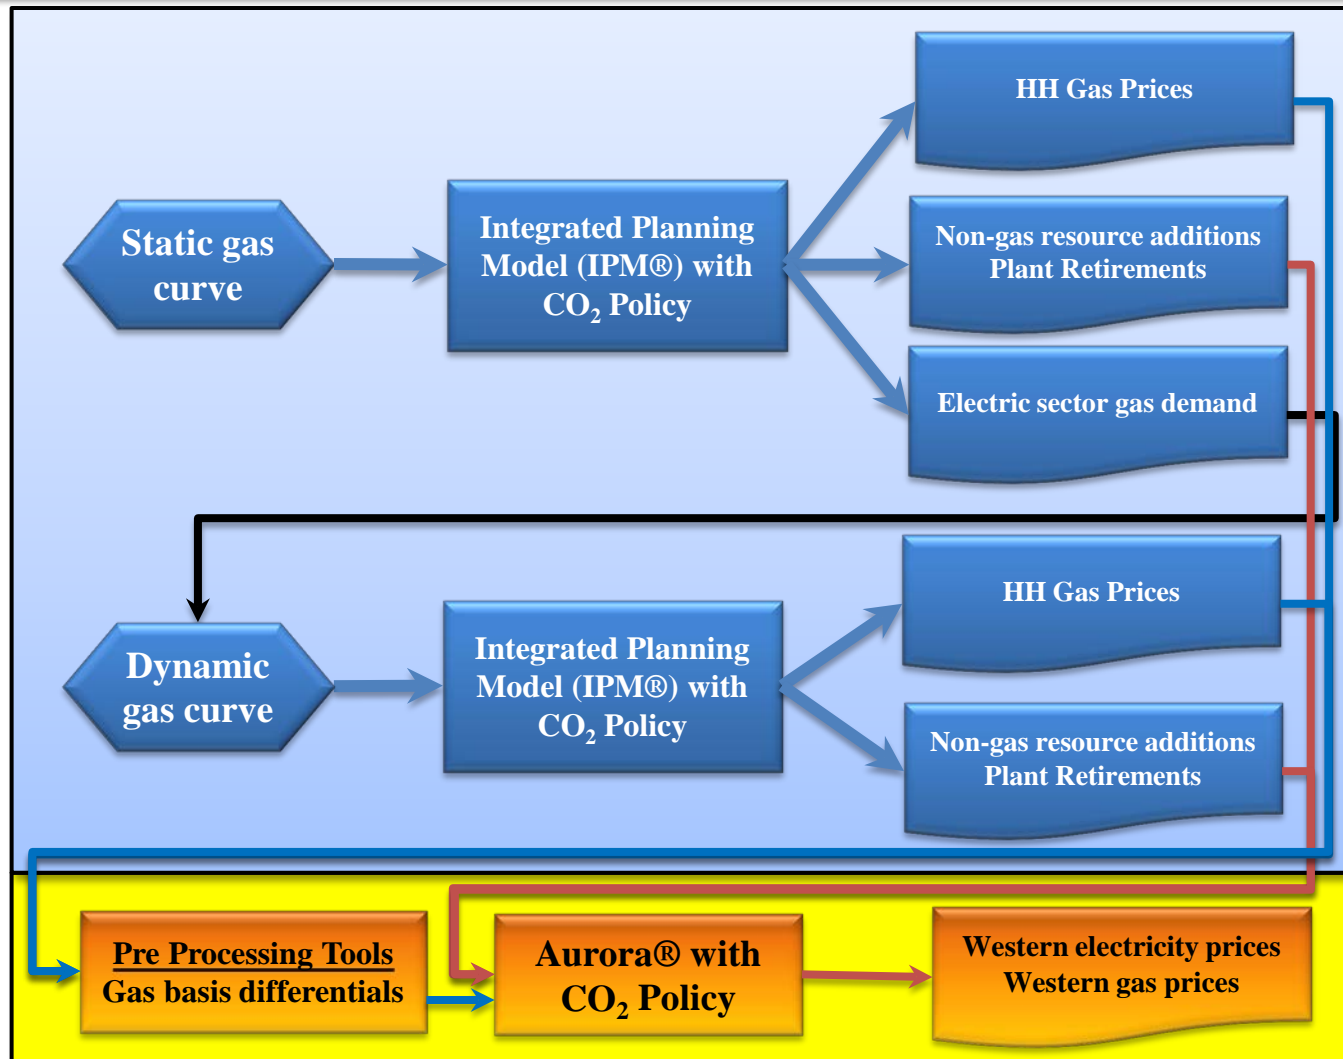 HH Gas Prices
Static gas
curve
Integrated Planning
Model (IPM®) with
CO₂ Policy
Non-gas resource additions
Plant Retirements
Electric sector gas demand
HH Gas Prices
Dynamic
gas curve
Integrated Planning
Model (IPM®) with
CO₂ Policy
Non-gas resource additions
Plant Retirements
Pre Processing Tools
Gas basis differentials
Aurora® with
CO₂ Policy
Western electricity prices
Western gas prices